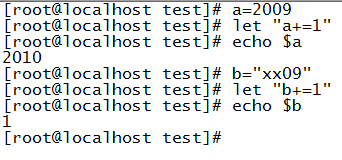 [root@localhost test]# a=2009
[root@localhost test]# let "a+=1"
[root@localhost test]# echo $a
2010
[root@localhost test]# b="xx09"
[root@localhost test]# let "b+=1"
[root@localhost test]# echo $b
1
[root@localhost test]#